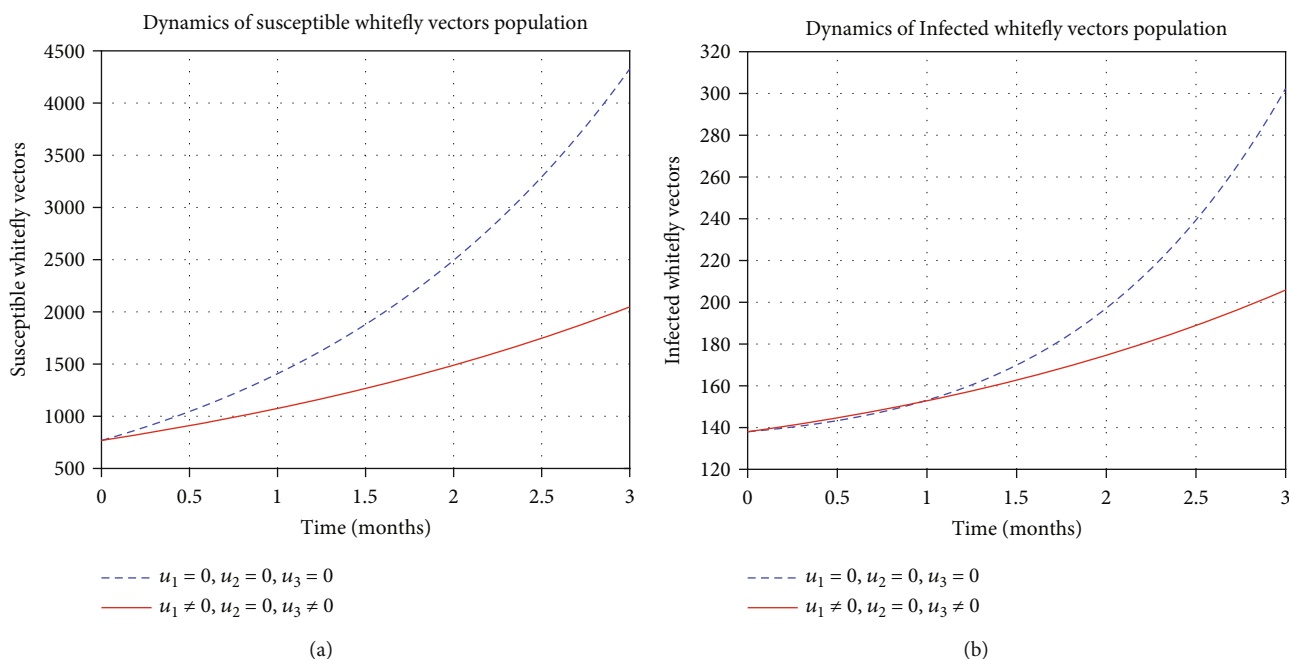 Dynamics of susceptible whitefly vectors population
4500
4000
3500
3000
2500
2000
1500
1000
500
Susceptible whitefly vectors
0 0.5 1 1.5 2 2.5 3
Time (months)
u₁ = 0, u₂ = 0, u₃ = 0
u₁ ≠ 0, u₂ = 0, u₃ ≠ 0
(a)
Dynamics of Infected whitefly vectors population
320
300
280
260
240
220
200
180
160
140
120
Infected whitefly vectors
0 0.5 1 1.5 2 2.5 3
Time (months)
u₁ = 0, u₂ = 0, u₃ = 0
u₁ ≠ 0, u₂ = 0, u₃ ≠ 0
(b)